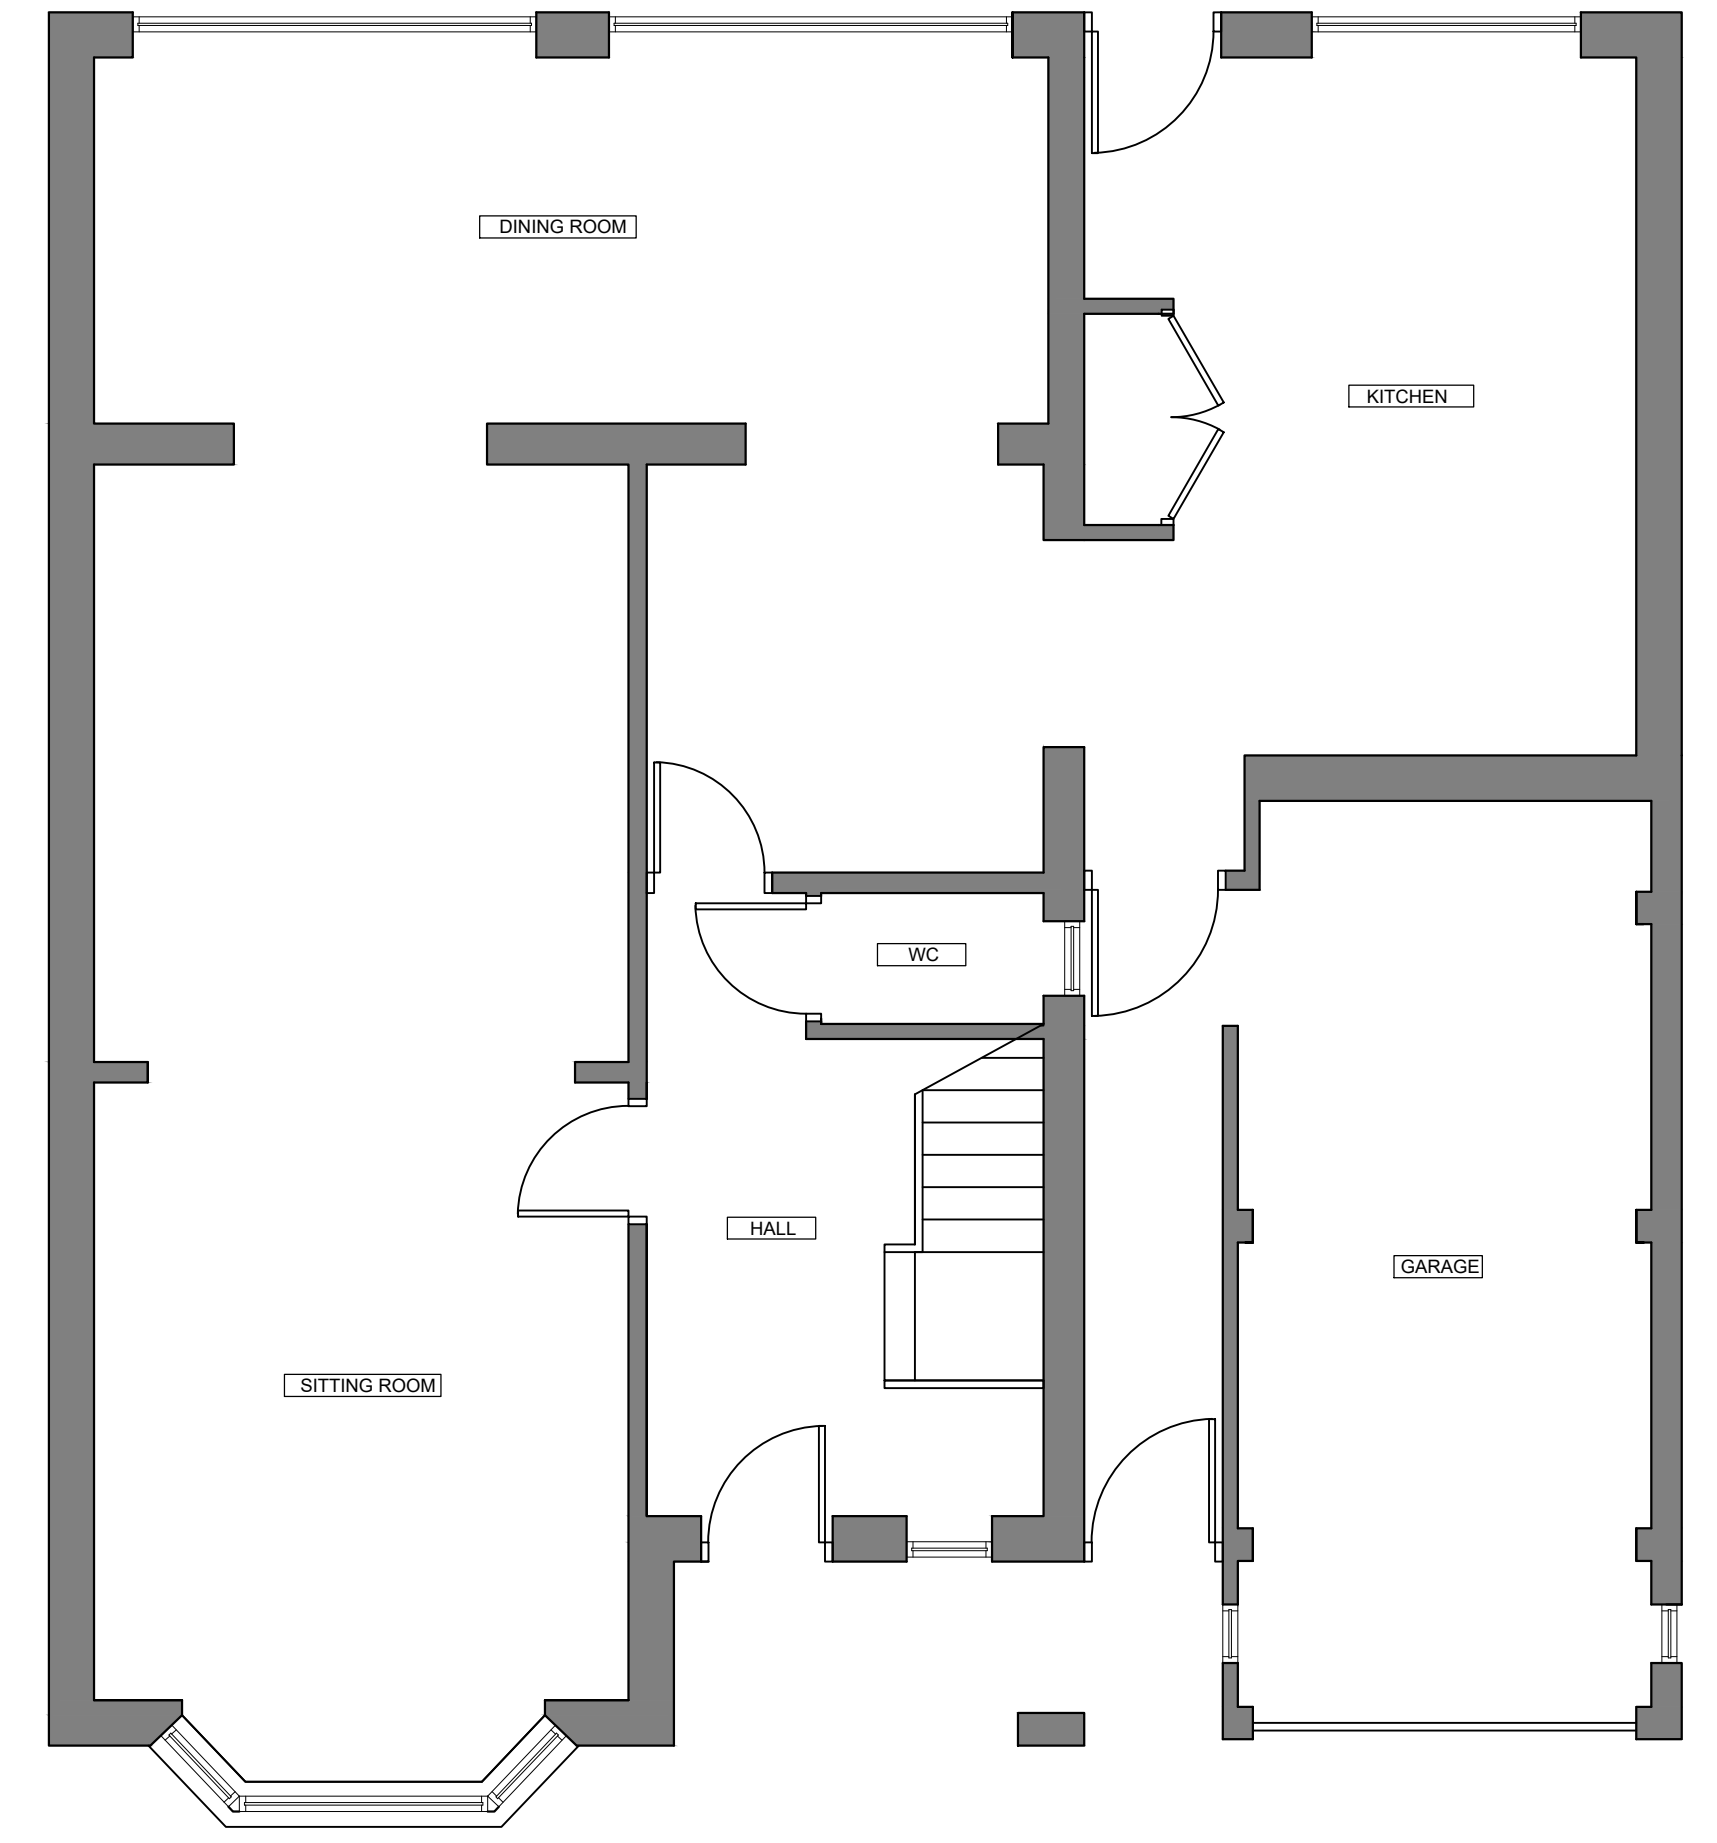 DINING ROOM
KITCHEN
WC
HALL
GARAGE
SITTING ROOM